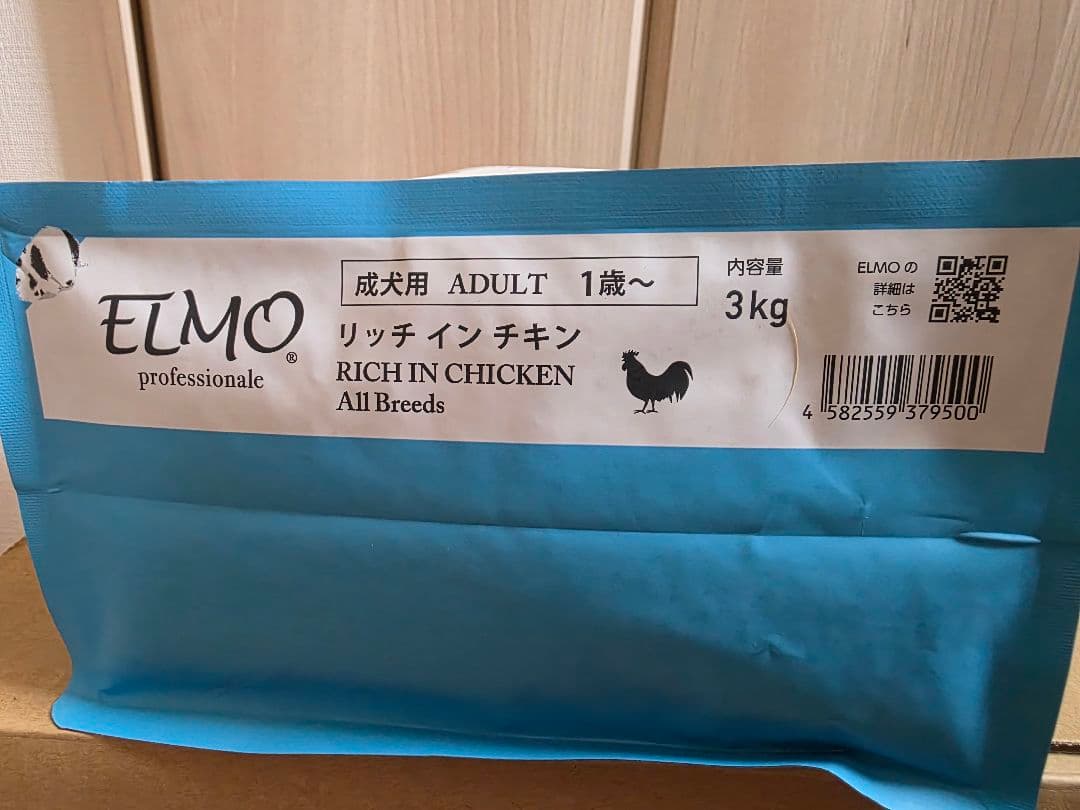 ELMO
®
professionale
成犬用 ADULT 1歳～
リッチ イン チキン
RICH IN CHICKEN
All Breeds
内容量
3kg
ELMOの
詳細は
こちら
4 582559 379500